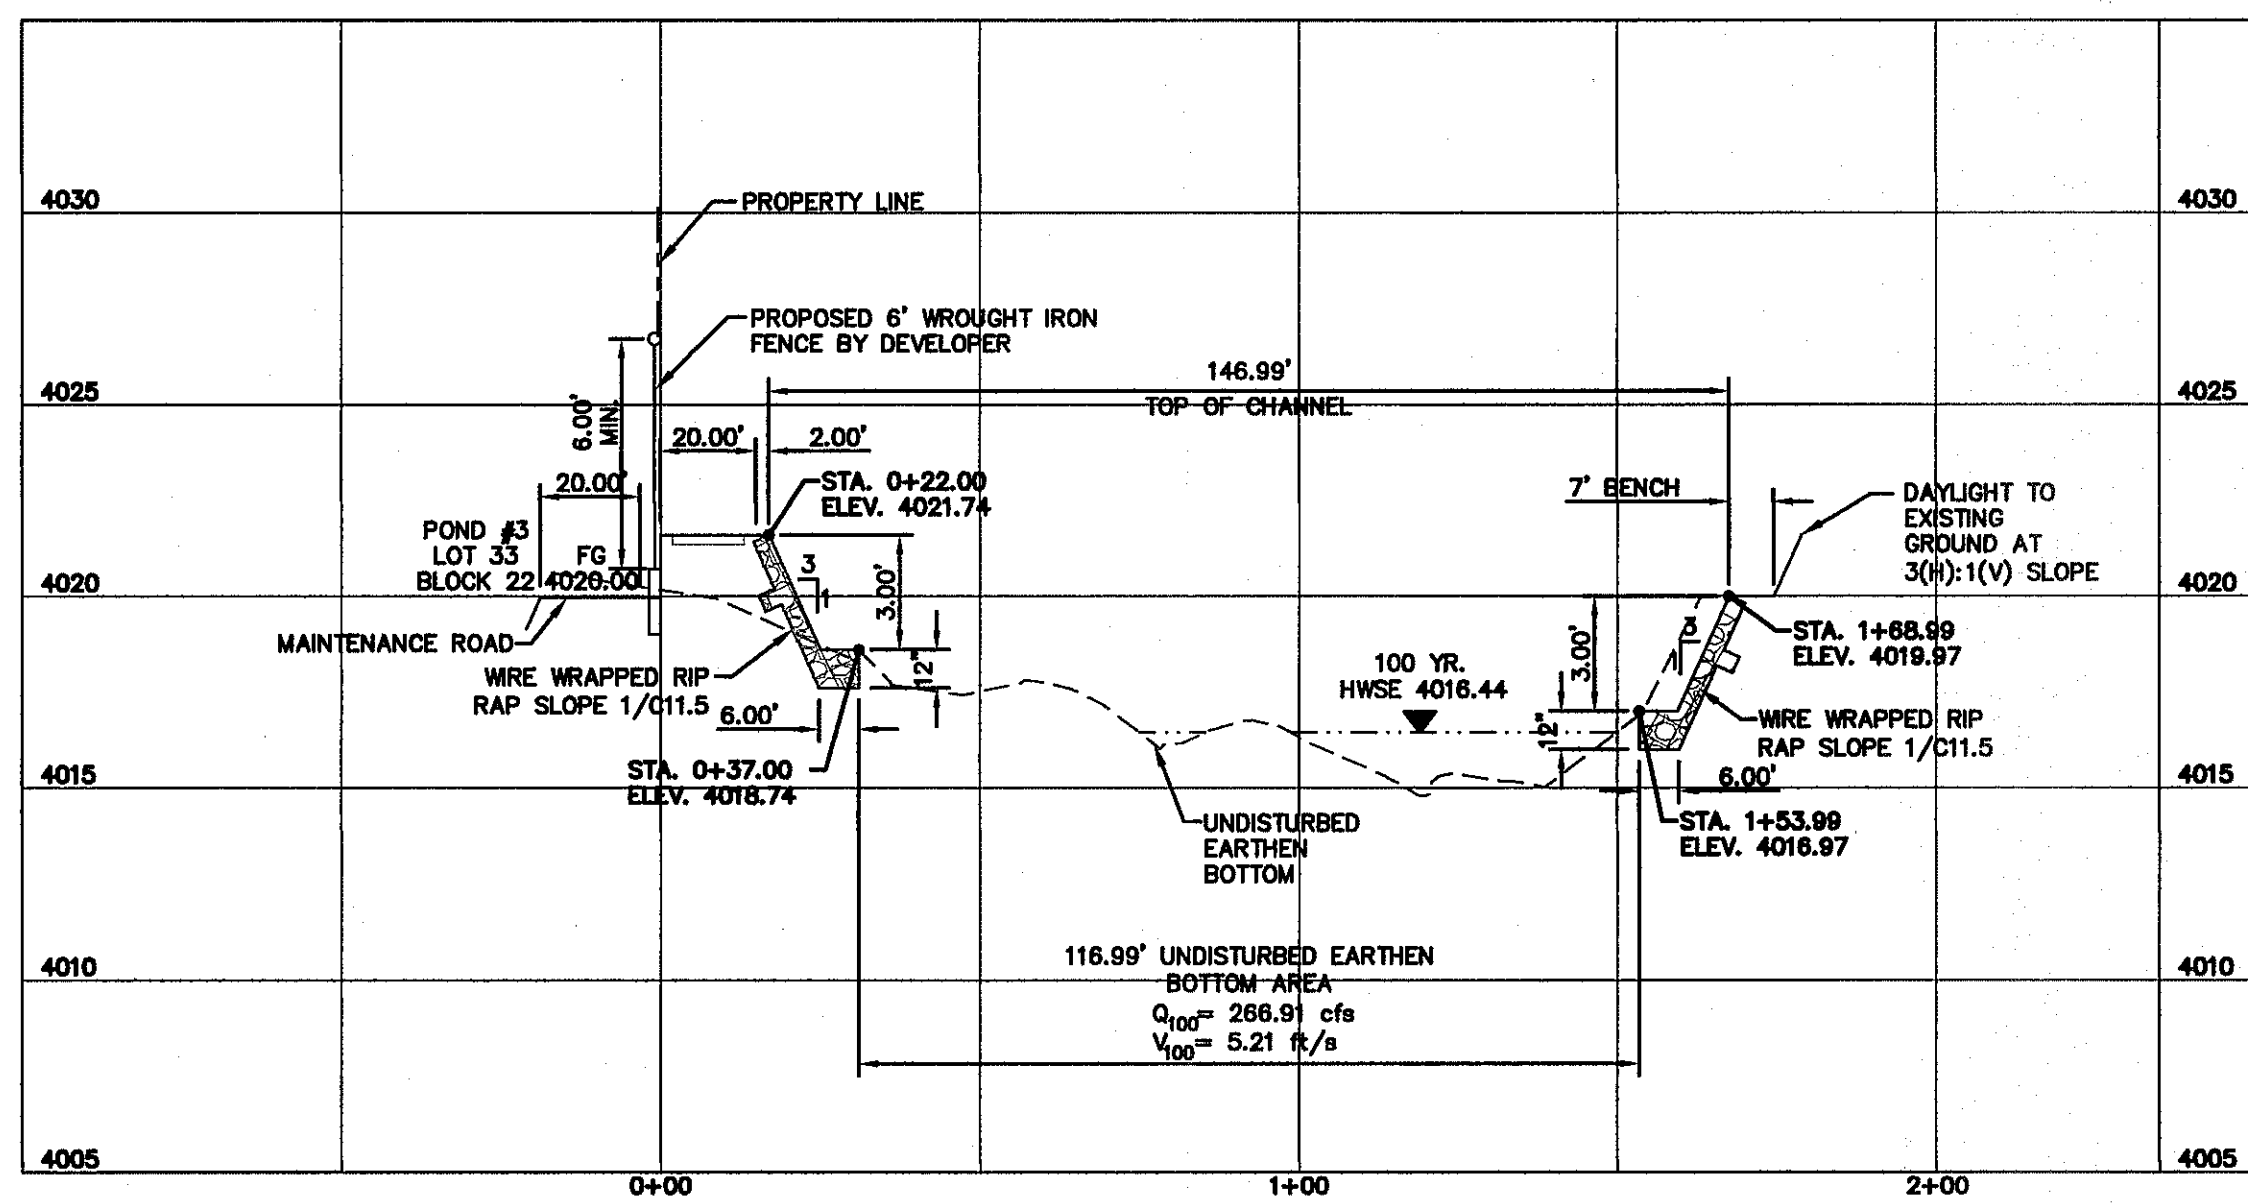 4030
4030
PROPERTY LINE
PROPOSED 6' WROUGHT IRON
FENCE BY DEVELOPER
146.99'
TOP OF CHANNEL
4025
4025
6.00'
MIN.
20.00'
2.00'
20.00'
STA. 0+22.00
ELEV. 4021.74
7' BENCH
DAYLIGHT TO
EXISTING
GROUND AT
3(H):1(V) SLOPE
POND #3
LOT 33
BLOCK 22
FG
4020.00
4020
4020
3
1
3.00'
12"
MAINTENANCE ROAD
WIRE WRAPPED RIP
RAP SLOPE 1/C11.5
6.00'
STA. 0+37.00
ELEV. 4018.74
100 YR.
HWSE 4016.44
3.00'
12"
3
1
STA. 1+68.99
ELEV. 4019.97
WIRE WRAPPED RIP
RAP SLOPE 1/C11.5
6.00'
4015
4015
STA. 1+53.99
ELEV. 4016.97
UNDISTURBED
EARTHEN
BOTTOM
116.99' UNDISTURBED EARTHEN
BOTTOM AREA
Q100= 266.91 cfs
V100= 5.21 ft/s
4010
4010
4005
4005
0+00
1+00
2+00